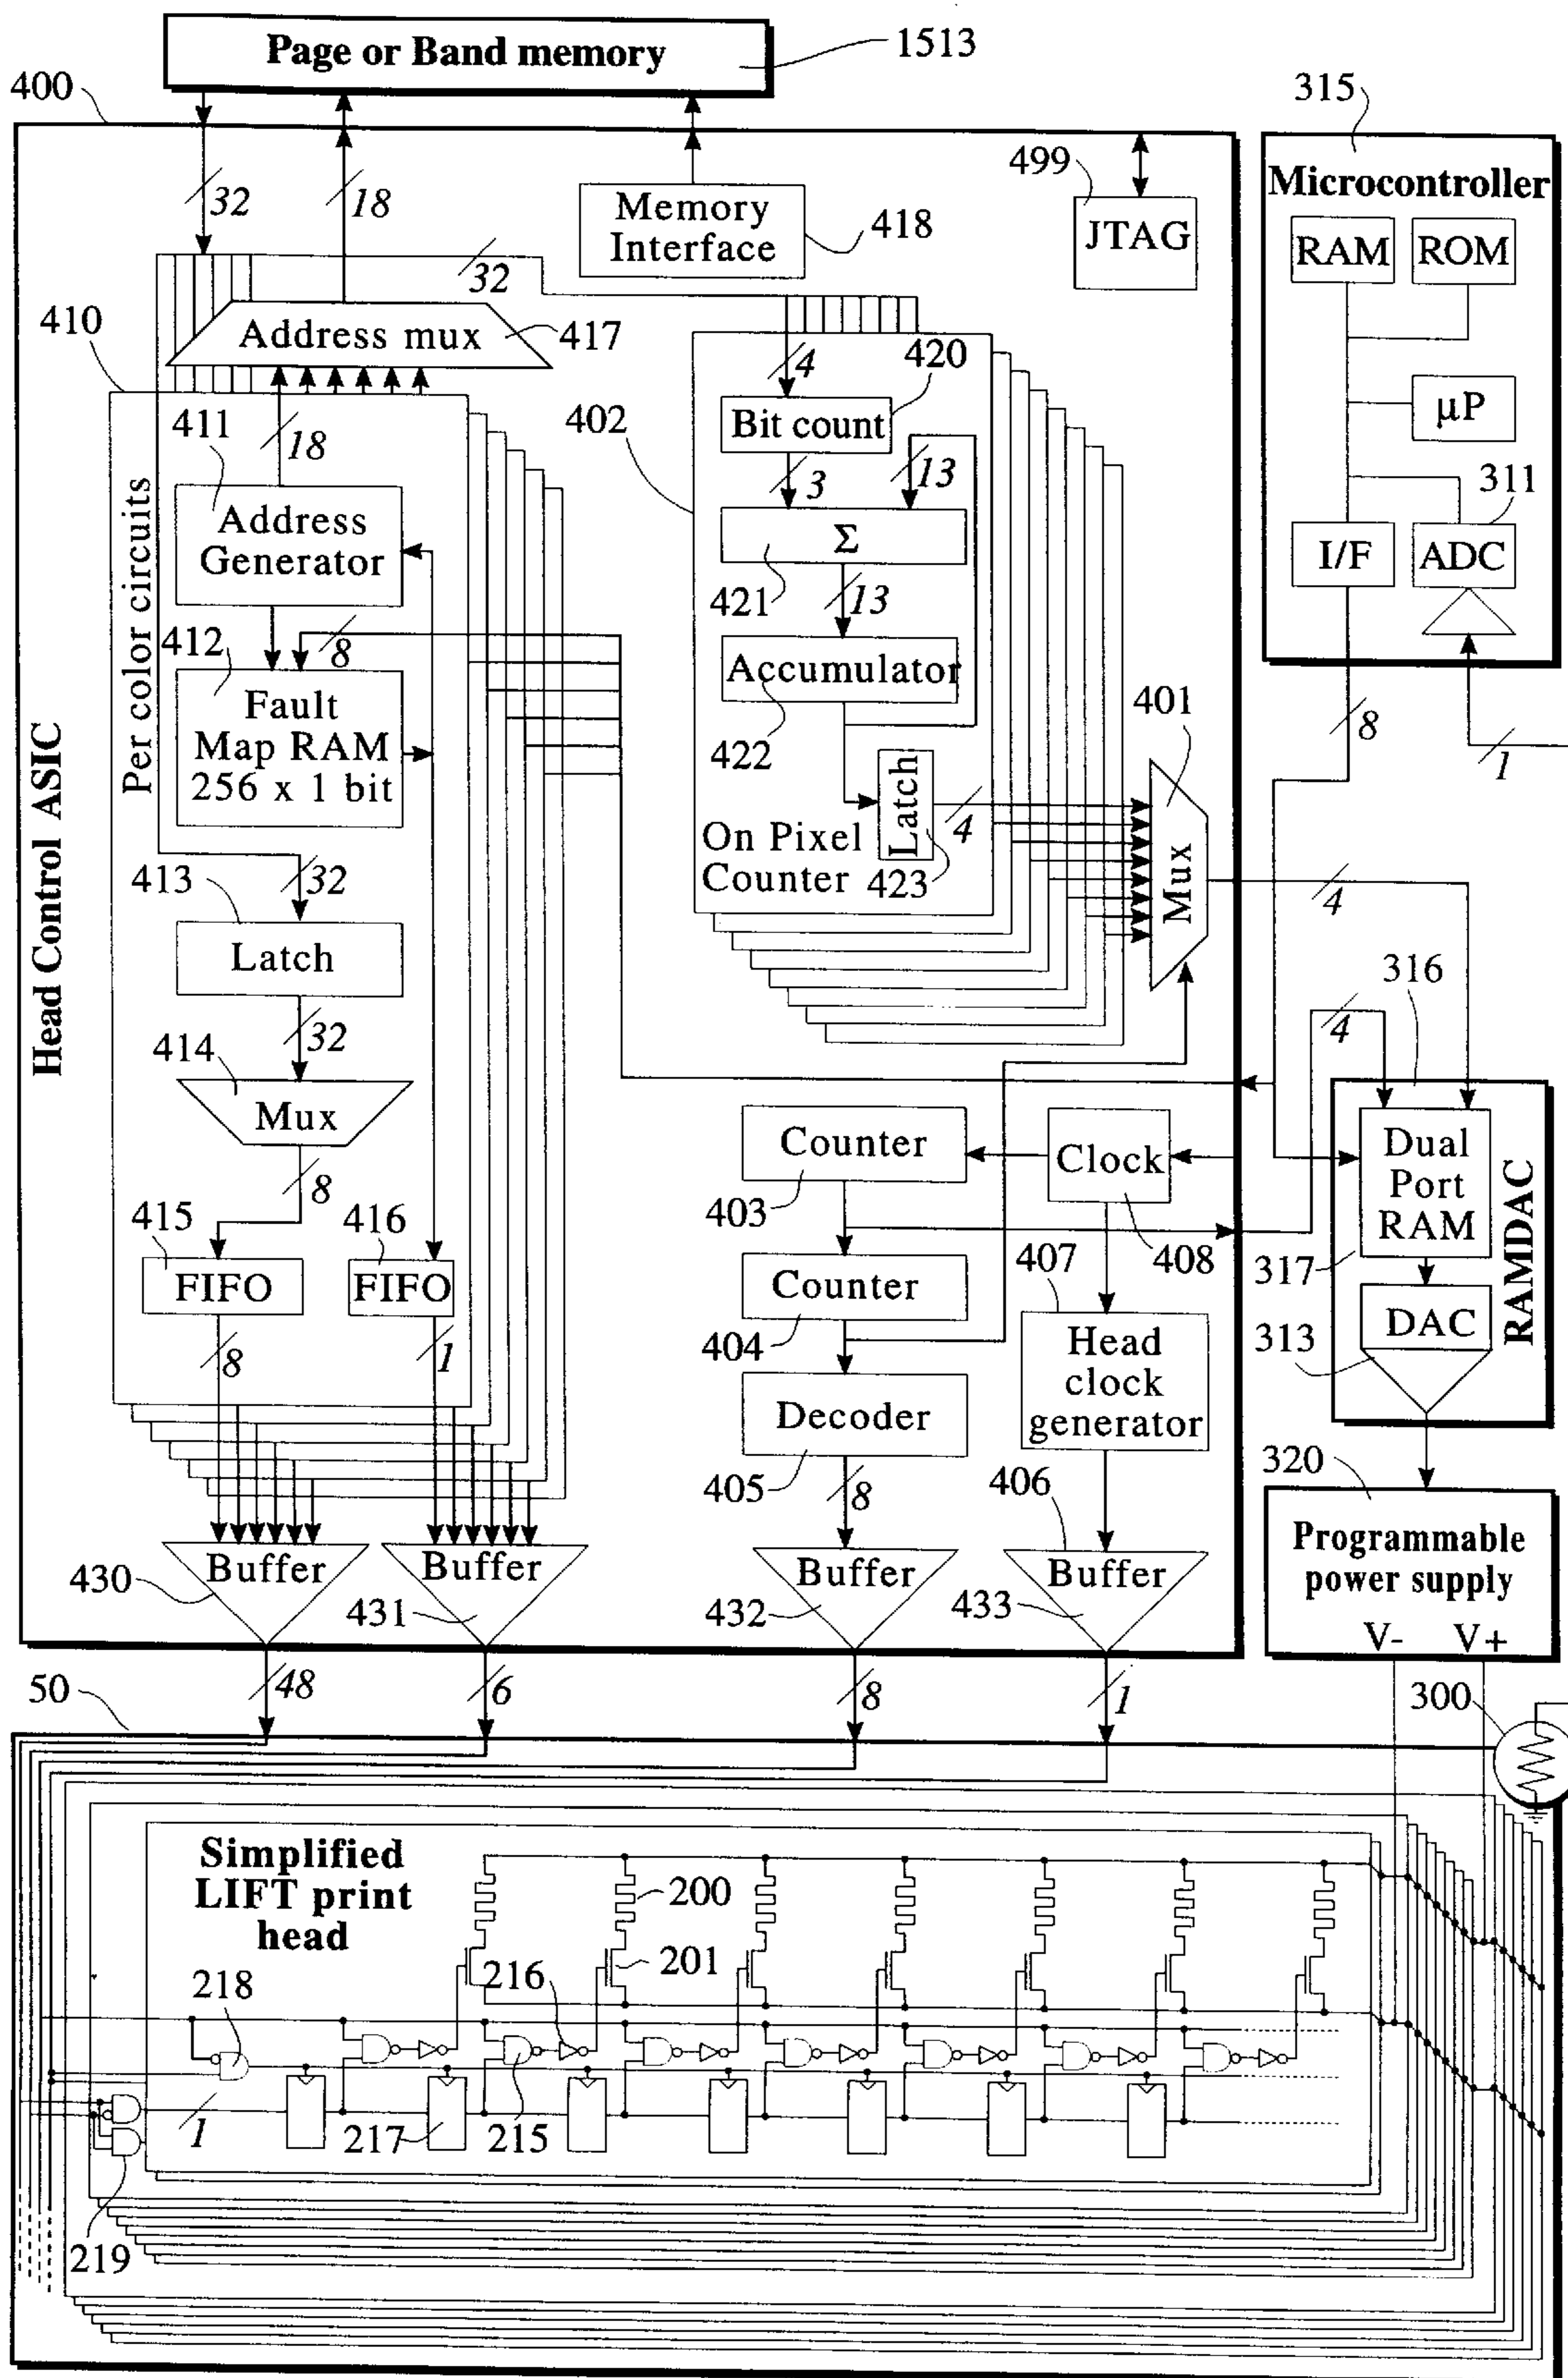 Page or Band memory
1513
400
315
32
18
Memory
Interface
418
499
JTAG
Microcontroller
RAM
ROM
µP
311
I/F
ADC
8
1
32
410
Address mux
417
411
18
Per color circuits
Address
Generator
412
8
Fault
Map RAM
256 x 1 bit
Head Control ASIC
413
32
Latch
414
32
Mux
8
415
416
FIFO
FIFO
8
1
402
4
420
Bit count
3
13
Σ
421
13
Accumulator
422
Latch
4
On Pixel
Counter
423
401
Mux
4
316
4
Counter
403
Clock
408
Counter
404
407
Head
clock
generator
Decoder
405
8
406
Dual
Port
RAM
317
RAMDAC
DAC
313
320
Programmable
power supply
V-
V+
Buffer
430
Buffer
431
Buffer
432
Buffer
433
50
48
6
8
1
300
Simplified
LIFT print
head
200
201
216
218
1
217
215
219